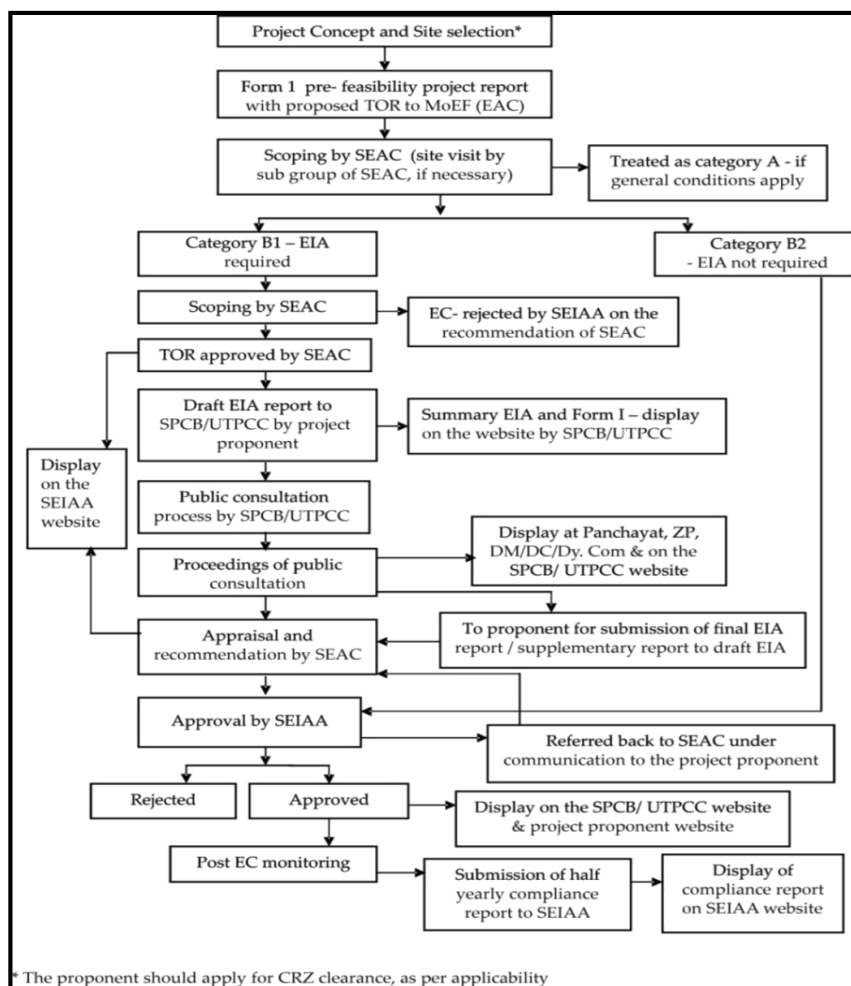 Project Concept and Site selection*
Form 1 pre- feasibility project report
with proposed TOR to MoEF (EAC)
Scoping by SEAC (site visit by
sub group of SEAC, if necessary)
Treated as category A - if
general conditions apply
Category B1 – EIA
required
Category B2
- EIA not required
Scoping by SEAC
EC- rejected by SEIAA on the
recommendation of SEAC
TOR approved by SEAC
Draft EIA report to
SPCB/UTPCC by project
proponent
Summary EIA and Form I – display
on the website by SPCB/UTPCC
Display
on the
SEIAA
website
Public consultation
process by SPCB/UTPCC
Display at Panchayat, ZP,
DM/DC/Dy. Com & on the
SPCB/ UTPCC website
Proceedings of public
consultation
To proponent for submission of final EIA
report / supplementary report to draft EIA
Appraisal and
recommendation by SEAC
Approval by SEIAA
Referred back to SEAC under
communication to the project proponent
Rejected
Approved
Display on the SPCB/ UTPCC website
& project proponent website
Post EC monitoring
Submission of half
yearly compliance
report to SEIAA
Display of
compliance report
on SEIAA website
* The proponent should apply for CRZ clearance, as per applicability